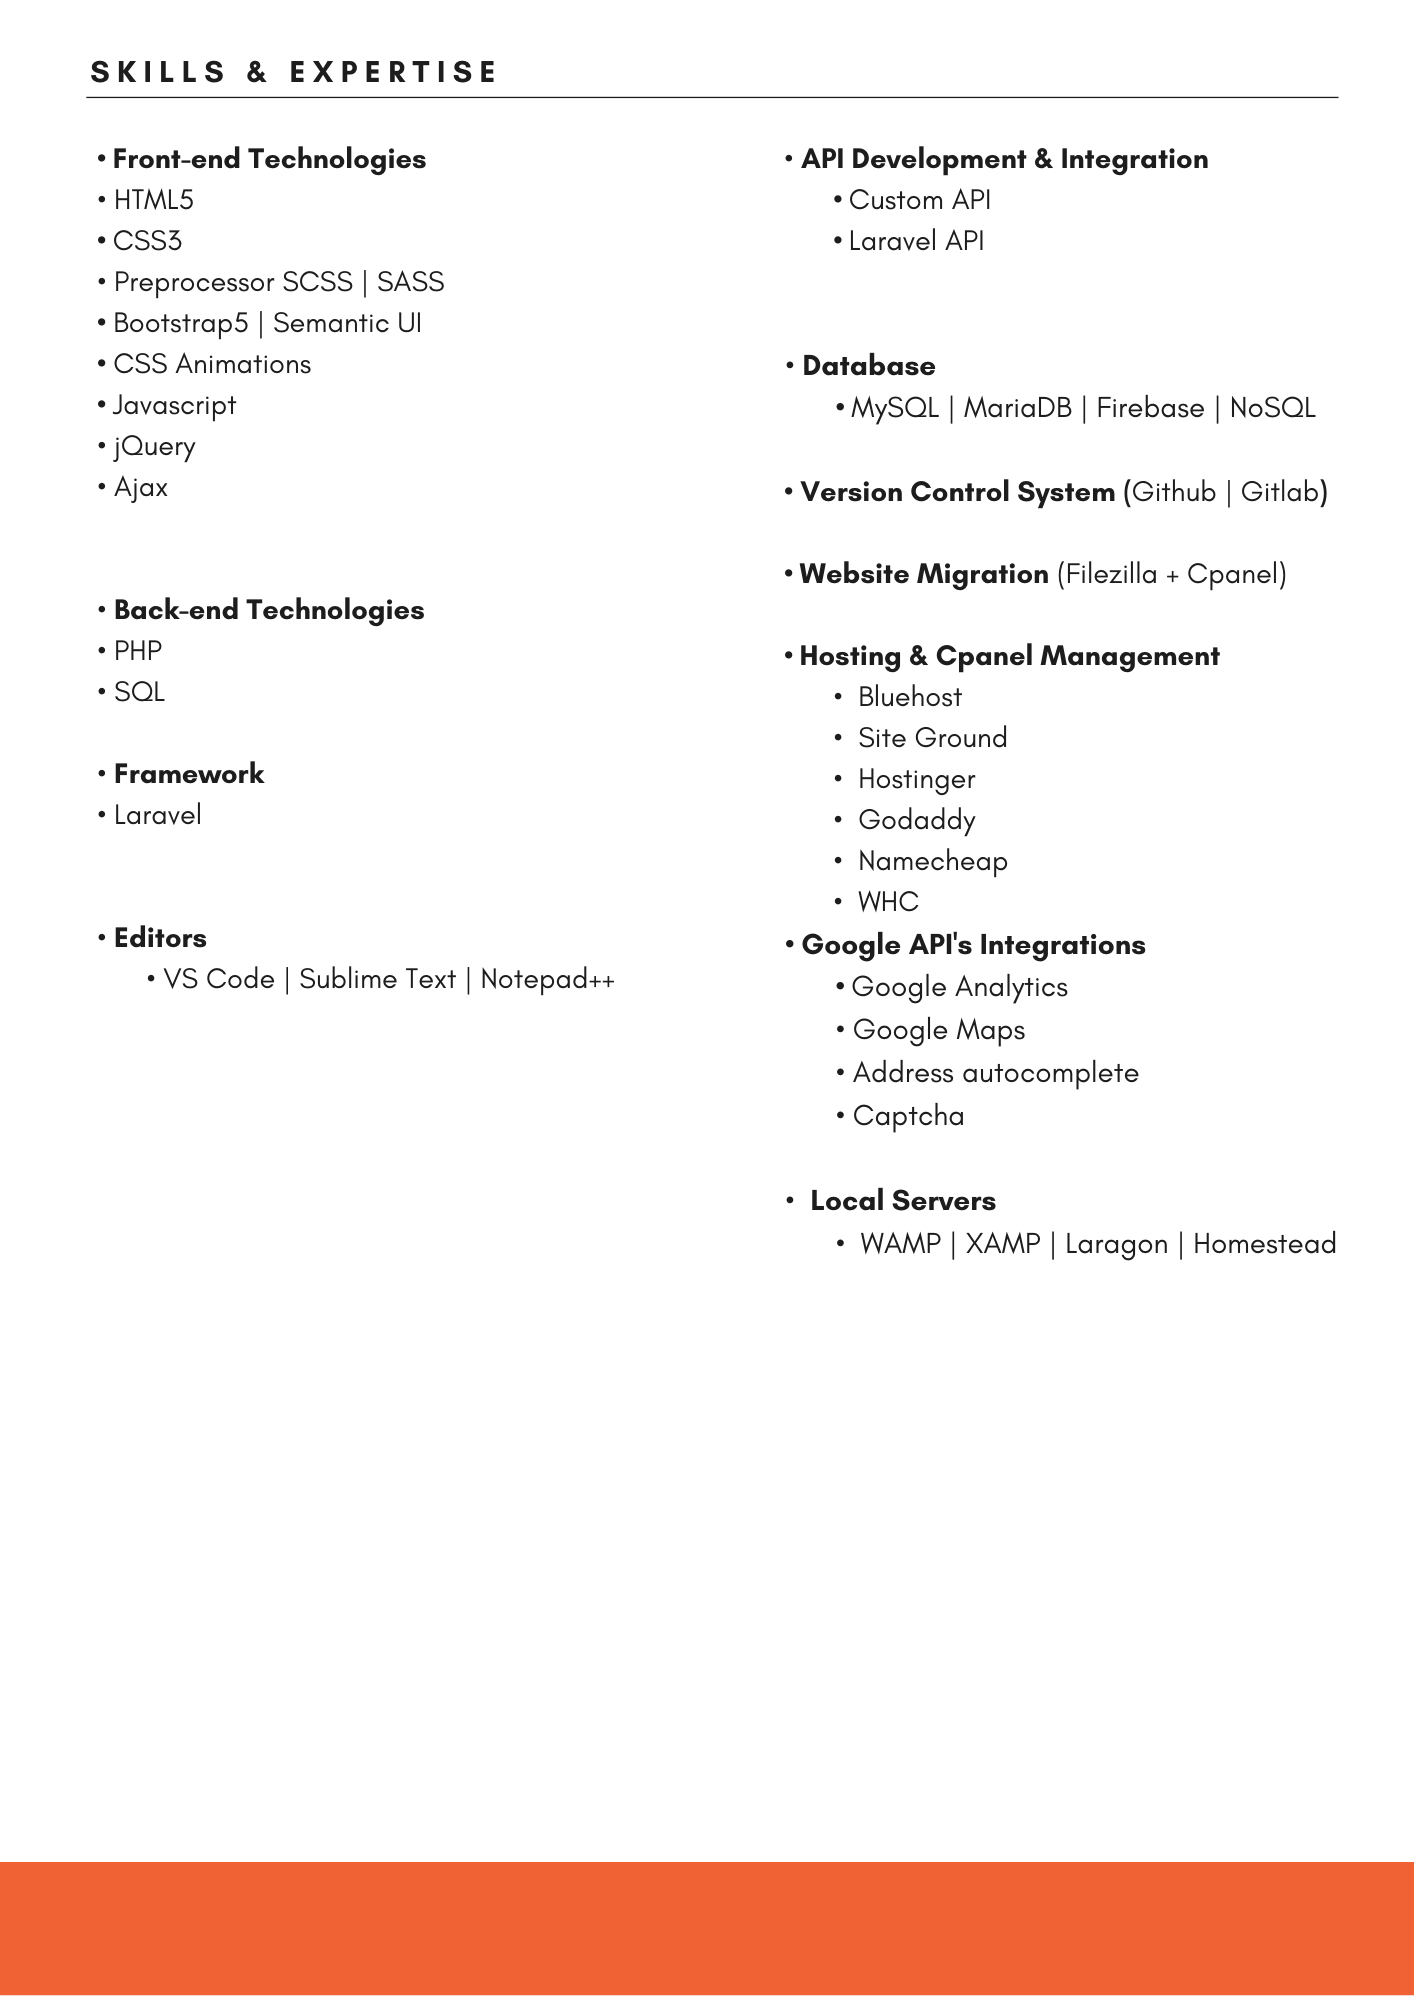 SKILLS & EXPERTISE
• Front-end Technologies
• HTML5
• CSS3
• Preprocessor SCSS | SASS
• Bootstrap5 | Semantic UI
• CSS Animations
• Javascript
• jQuery
• Ajax
• Back-end Technologies
• PHP
• SQL
• Framework
• Laravel
• Editors
• VS Code | Sublime Text | Notepad++
• API Development & Integration
• Custom API
• Laravel API
• Database
• MySQL | MariaDB | Firebase | NoSQL
• Version Control System (Github | Gitlab)
• Website Migration (Filezilla + Cpanel)
• Hosting & Cpanel Management
• Bluehost
• Site Ground
• Hostinger
• Godaddy
• Namecheap
• WHC
• Google API's Integrations
• Google Analytics
• Google Maps
• Address autocomplete
• Captcha
• Local Servers
• WAMP | XAMP | Laragon | Homestead